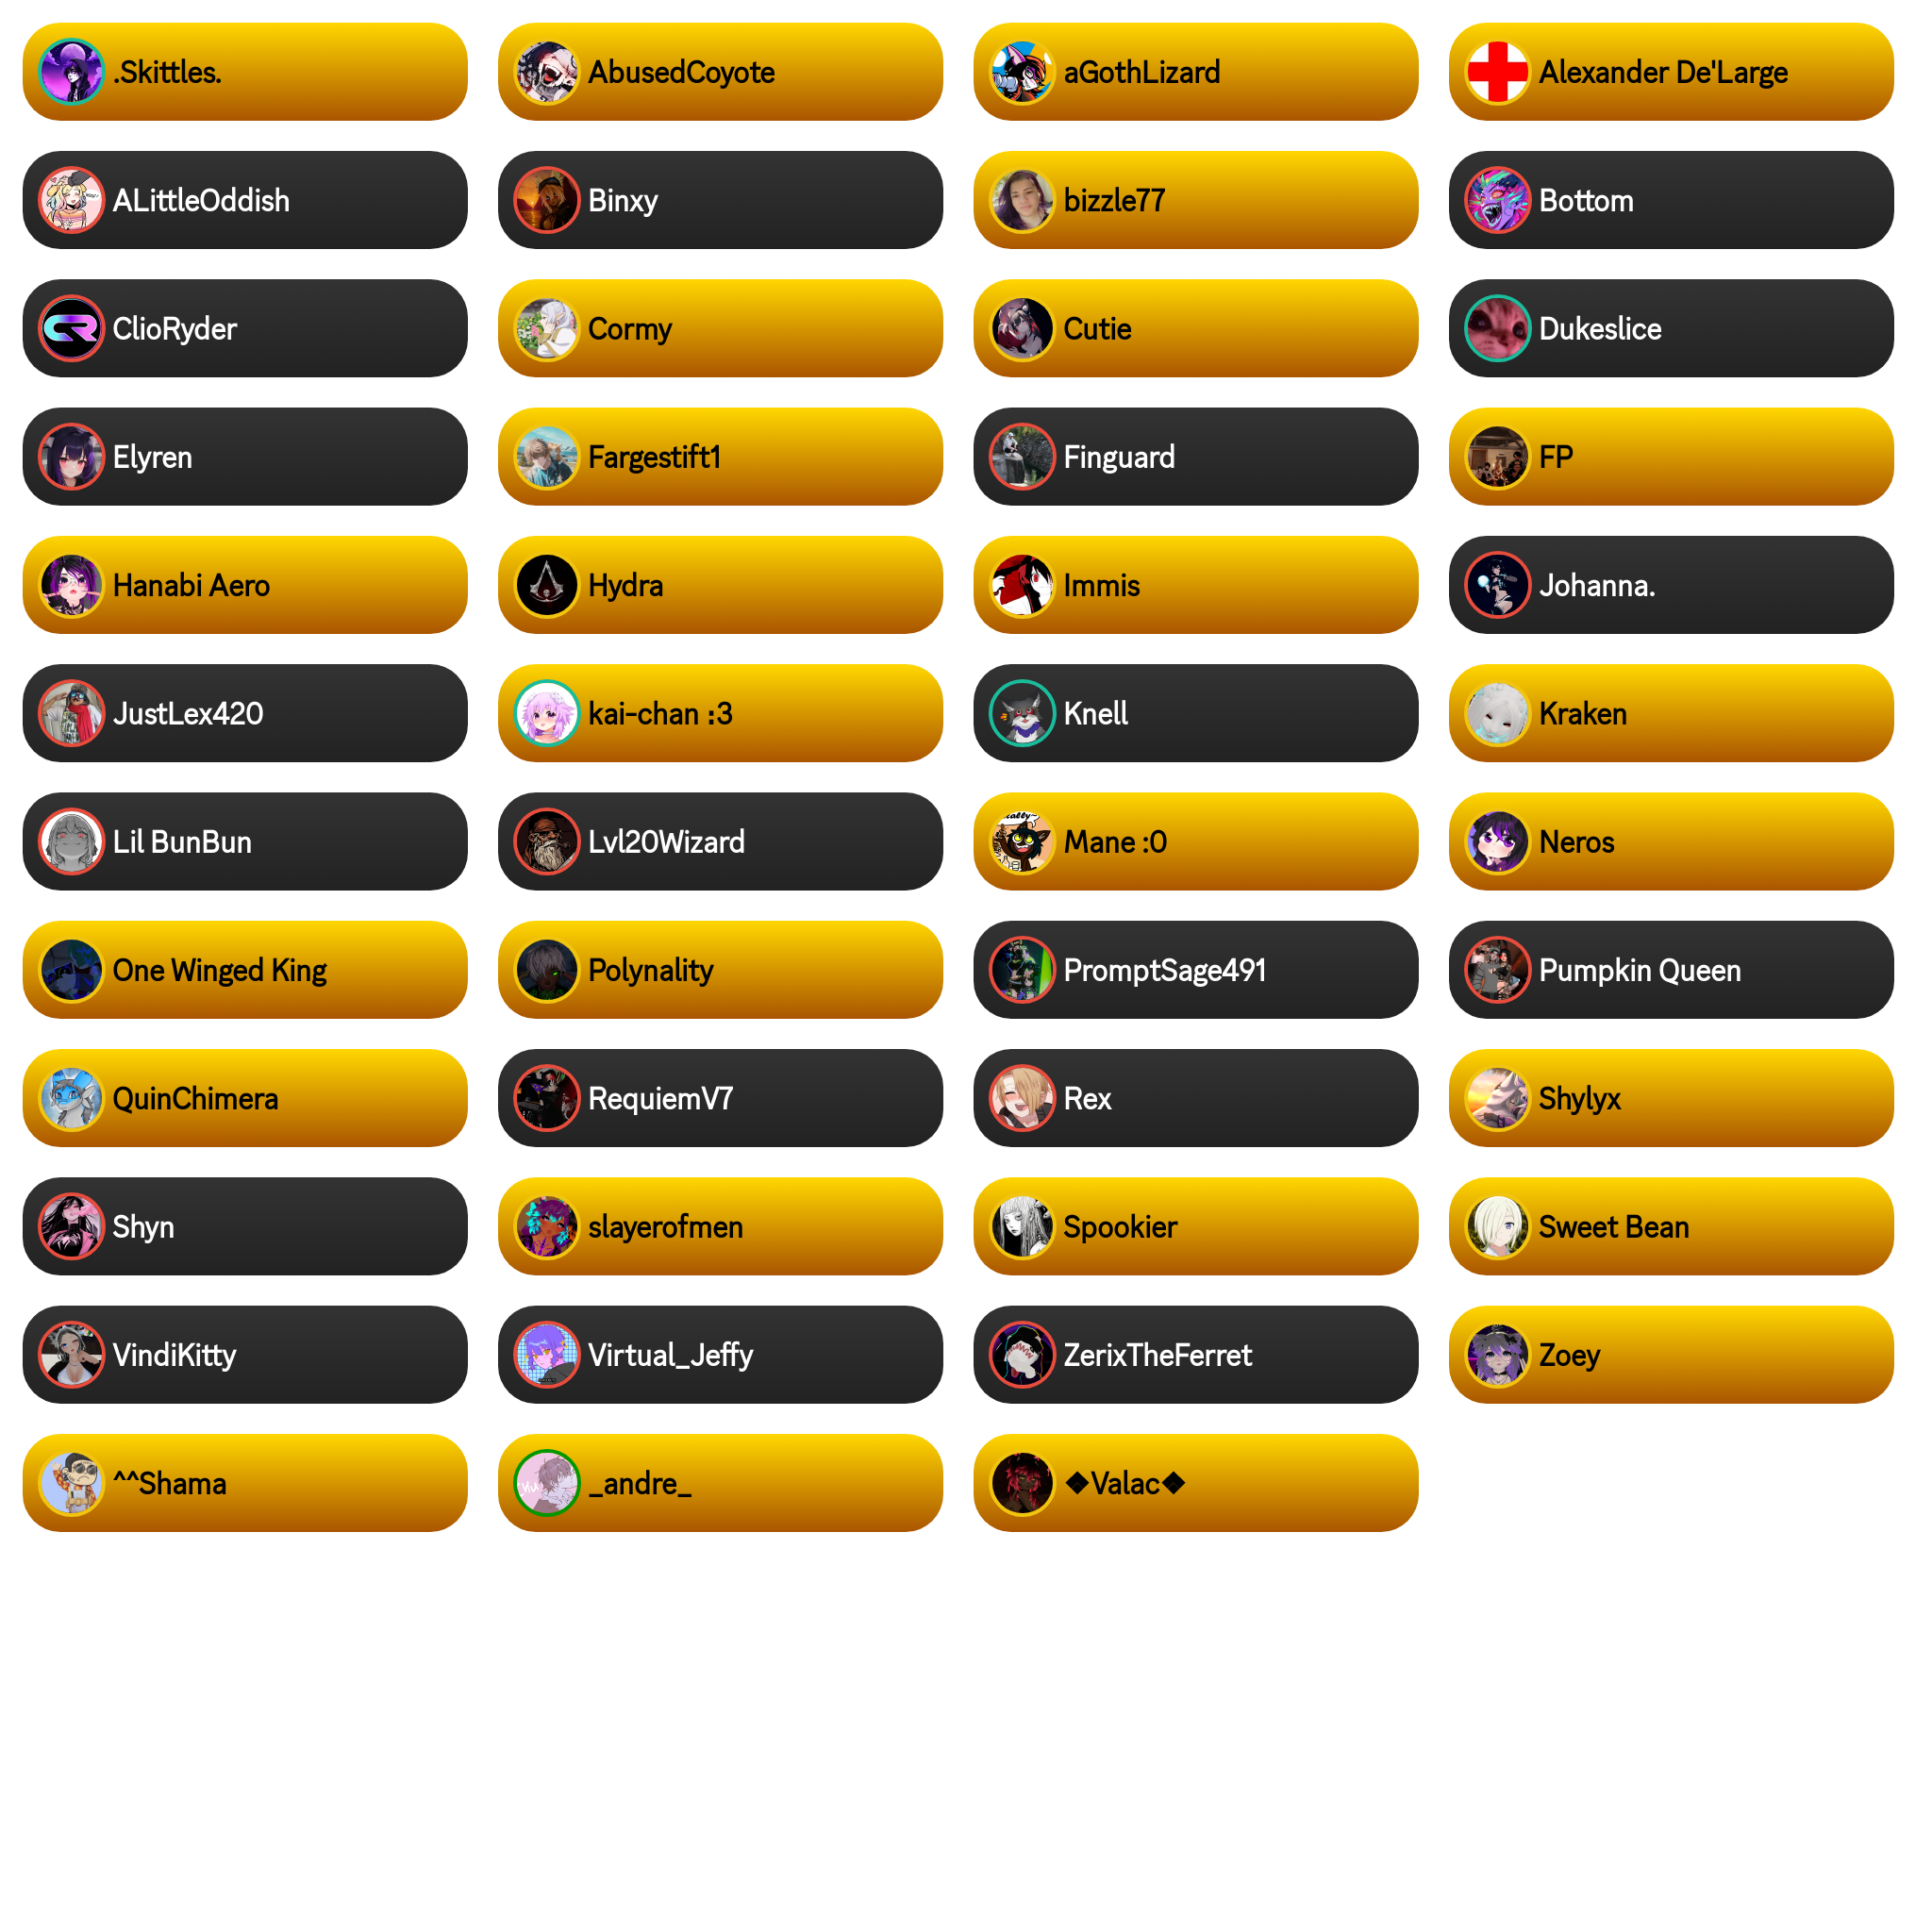 .Skittles.
AbusedCoyote
aGothLizard
Alexander De'Large
ALittleOddish
Binxy
bizzle77
Bottom
ClioRyder
Cormy
Cutie
Dukeslice
Elyren
Fargestift1
Finguard
FP
Hanabi Aero
Hydra
Immis
Johanna.
JustLex420
kai-chan :3
Knell
Kraken
Lil BunBun
Lvl20Wizard
Mane :0
Neros
One Winged King
Polynality
PromptSage491
Pumpkin Queen
QuinChimera
RequiemV7
Rex
Shylyx
Shyn
slayerofmen
Spookier
Sweet Bean
VindiKitty
Virtual_Jeffy
ZerixTheFerret
Zoey
^^Shama
_andre_
❖Valac❖